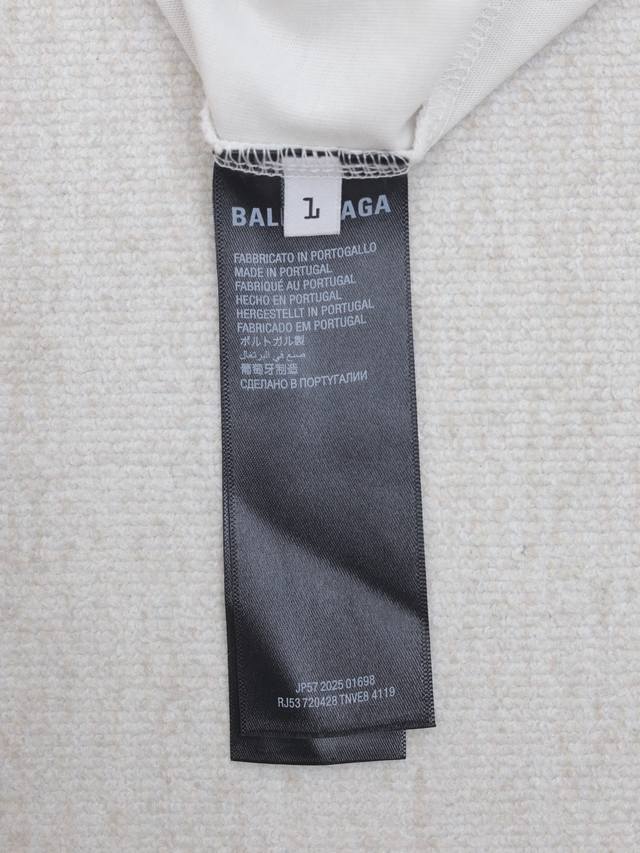 BAL AGA
1
FABBRICATO IN PORTOGALLO
MADE IN PORTUGAL
FABRIQUÉ AU PORTUGAL
HECHO EN PORTUGAL
HERGESTELLT IN PORTUGAL
FABRICADO EM PORTUGAL
ポルトガル製
صنع في البرتغال
葡萄牙制造
СДЕЛАНО В ПОРТУГАЛИИ
JP57 2025 01698
RJ53 720428 TNVE8 4119